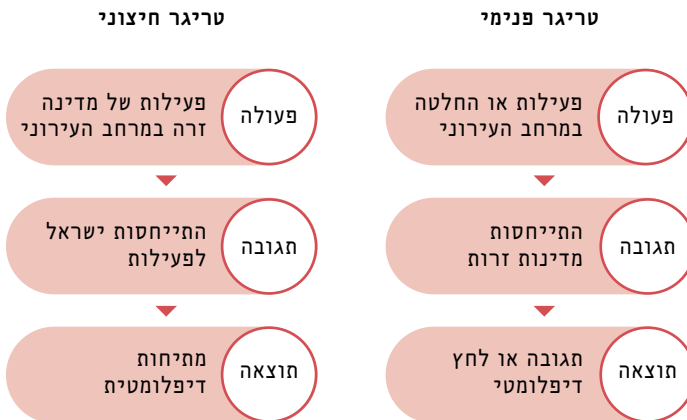 טריגר פנימי
פעולה
פעילות או החלטה
במרחב העירוני
תגובה
התייחסות
מדינות זרות
תוצאה
תגובה או לחץ
דיפלומטי
טריגר חיצוני
פעולה
פעילות של מדינה
זרה במרחב העירוני
תגובה
התייחסות ישראל
לפעילות
תוצאה
מתיחות
דיפלומטית